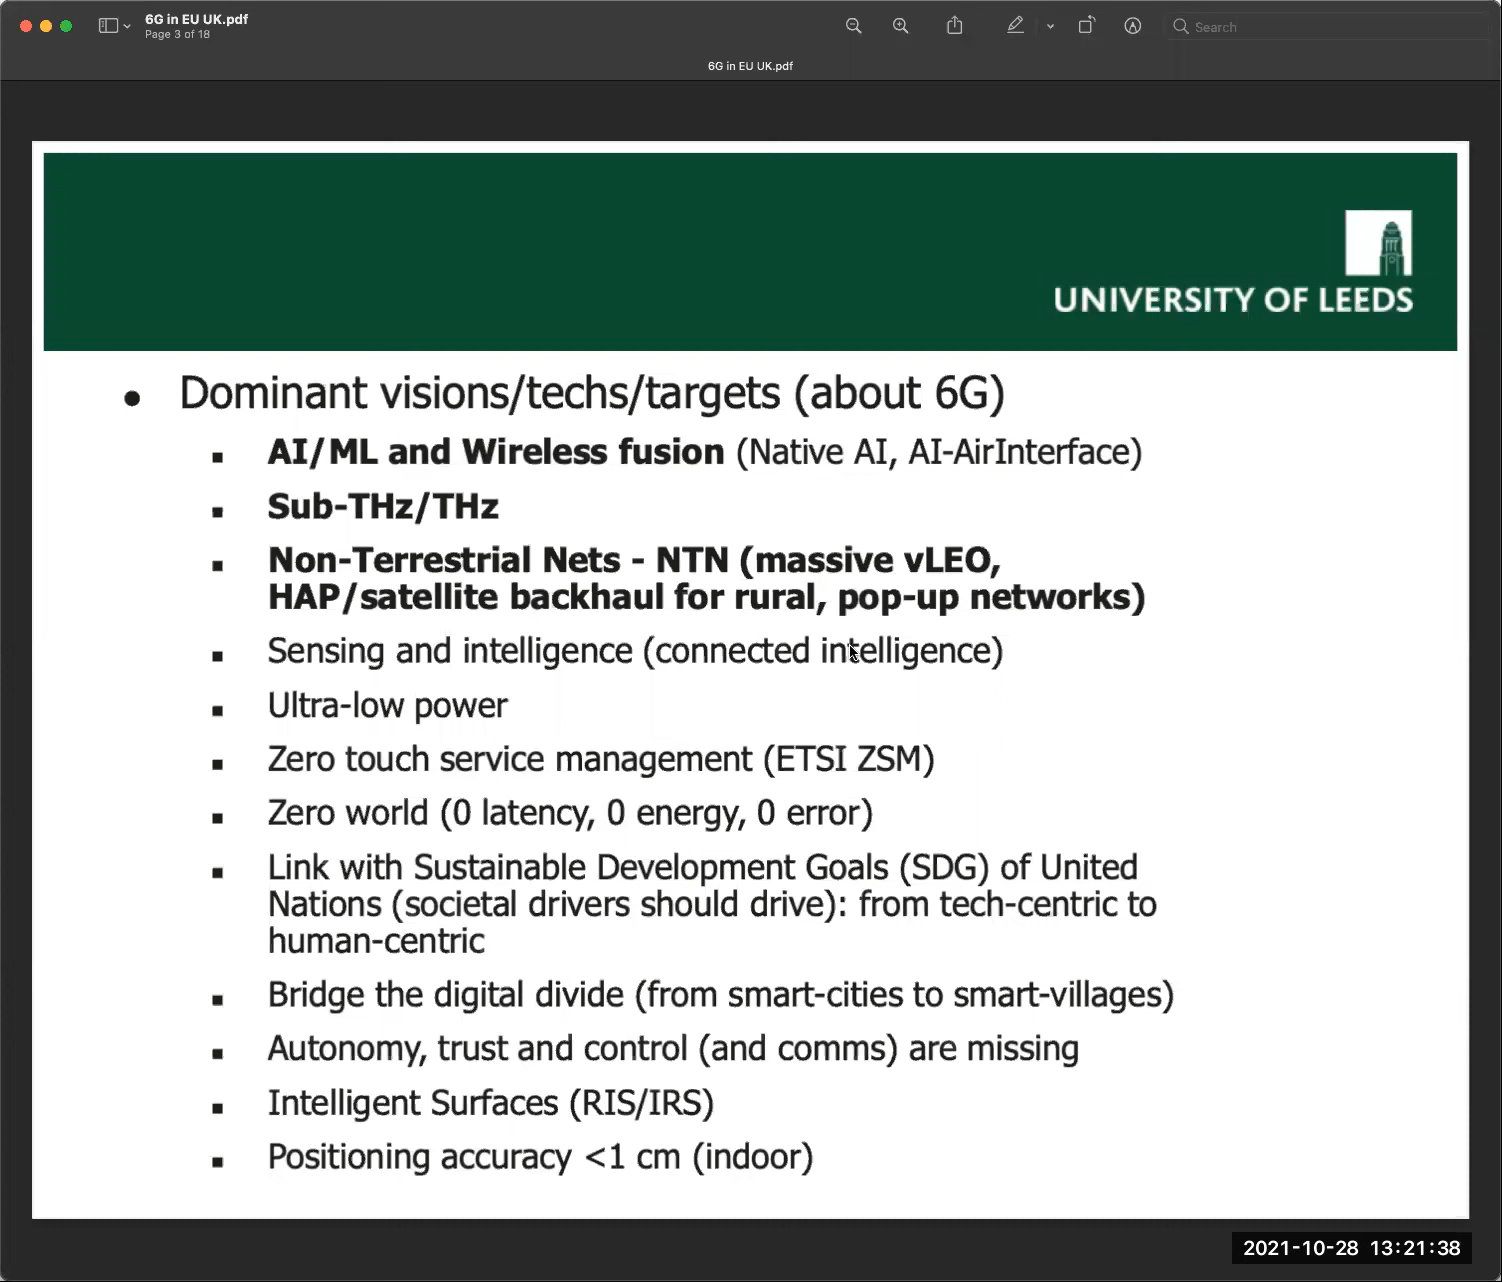 6G in EU UK.pdf
Page 3 of 18
Search
6G in EU UK.pdf
UNIVERSITY OF LEEDS
• Dominant visions/techs/targets (about 6G)
▪ AI/ML and Wireless fusion (Native AI, AI-AirInterface)
▪ Sub-THz/THz
▪ Non-Terrestrial Nets - NTN (massive vLEO,
HAP/satellite backhaul for rural, pop-up networks)
▪ Sensing and intelligence (connected intelligence)
▪ Ultra-low power
▪ Zero touch service management (ETSI ZSM)
▪ Zero world (0 latency, 0 energy, 0 error)
▪ Link with Sustainable Development Goals (SDG) of United
Nations (societal drivers should drive): from tech-centric to
human-centric
▪ Bridge the digital divide (from smart-cities to smart-villages)
▪ Autonomy, trust and control (and comms) are missing
▪ Intelligent Surfaces (RIS/IRS)
▪ Positioning accuracy <1 cm (indoor)
2021-10-28 13:21:38